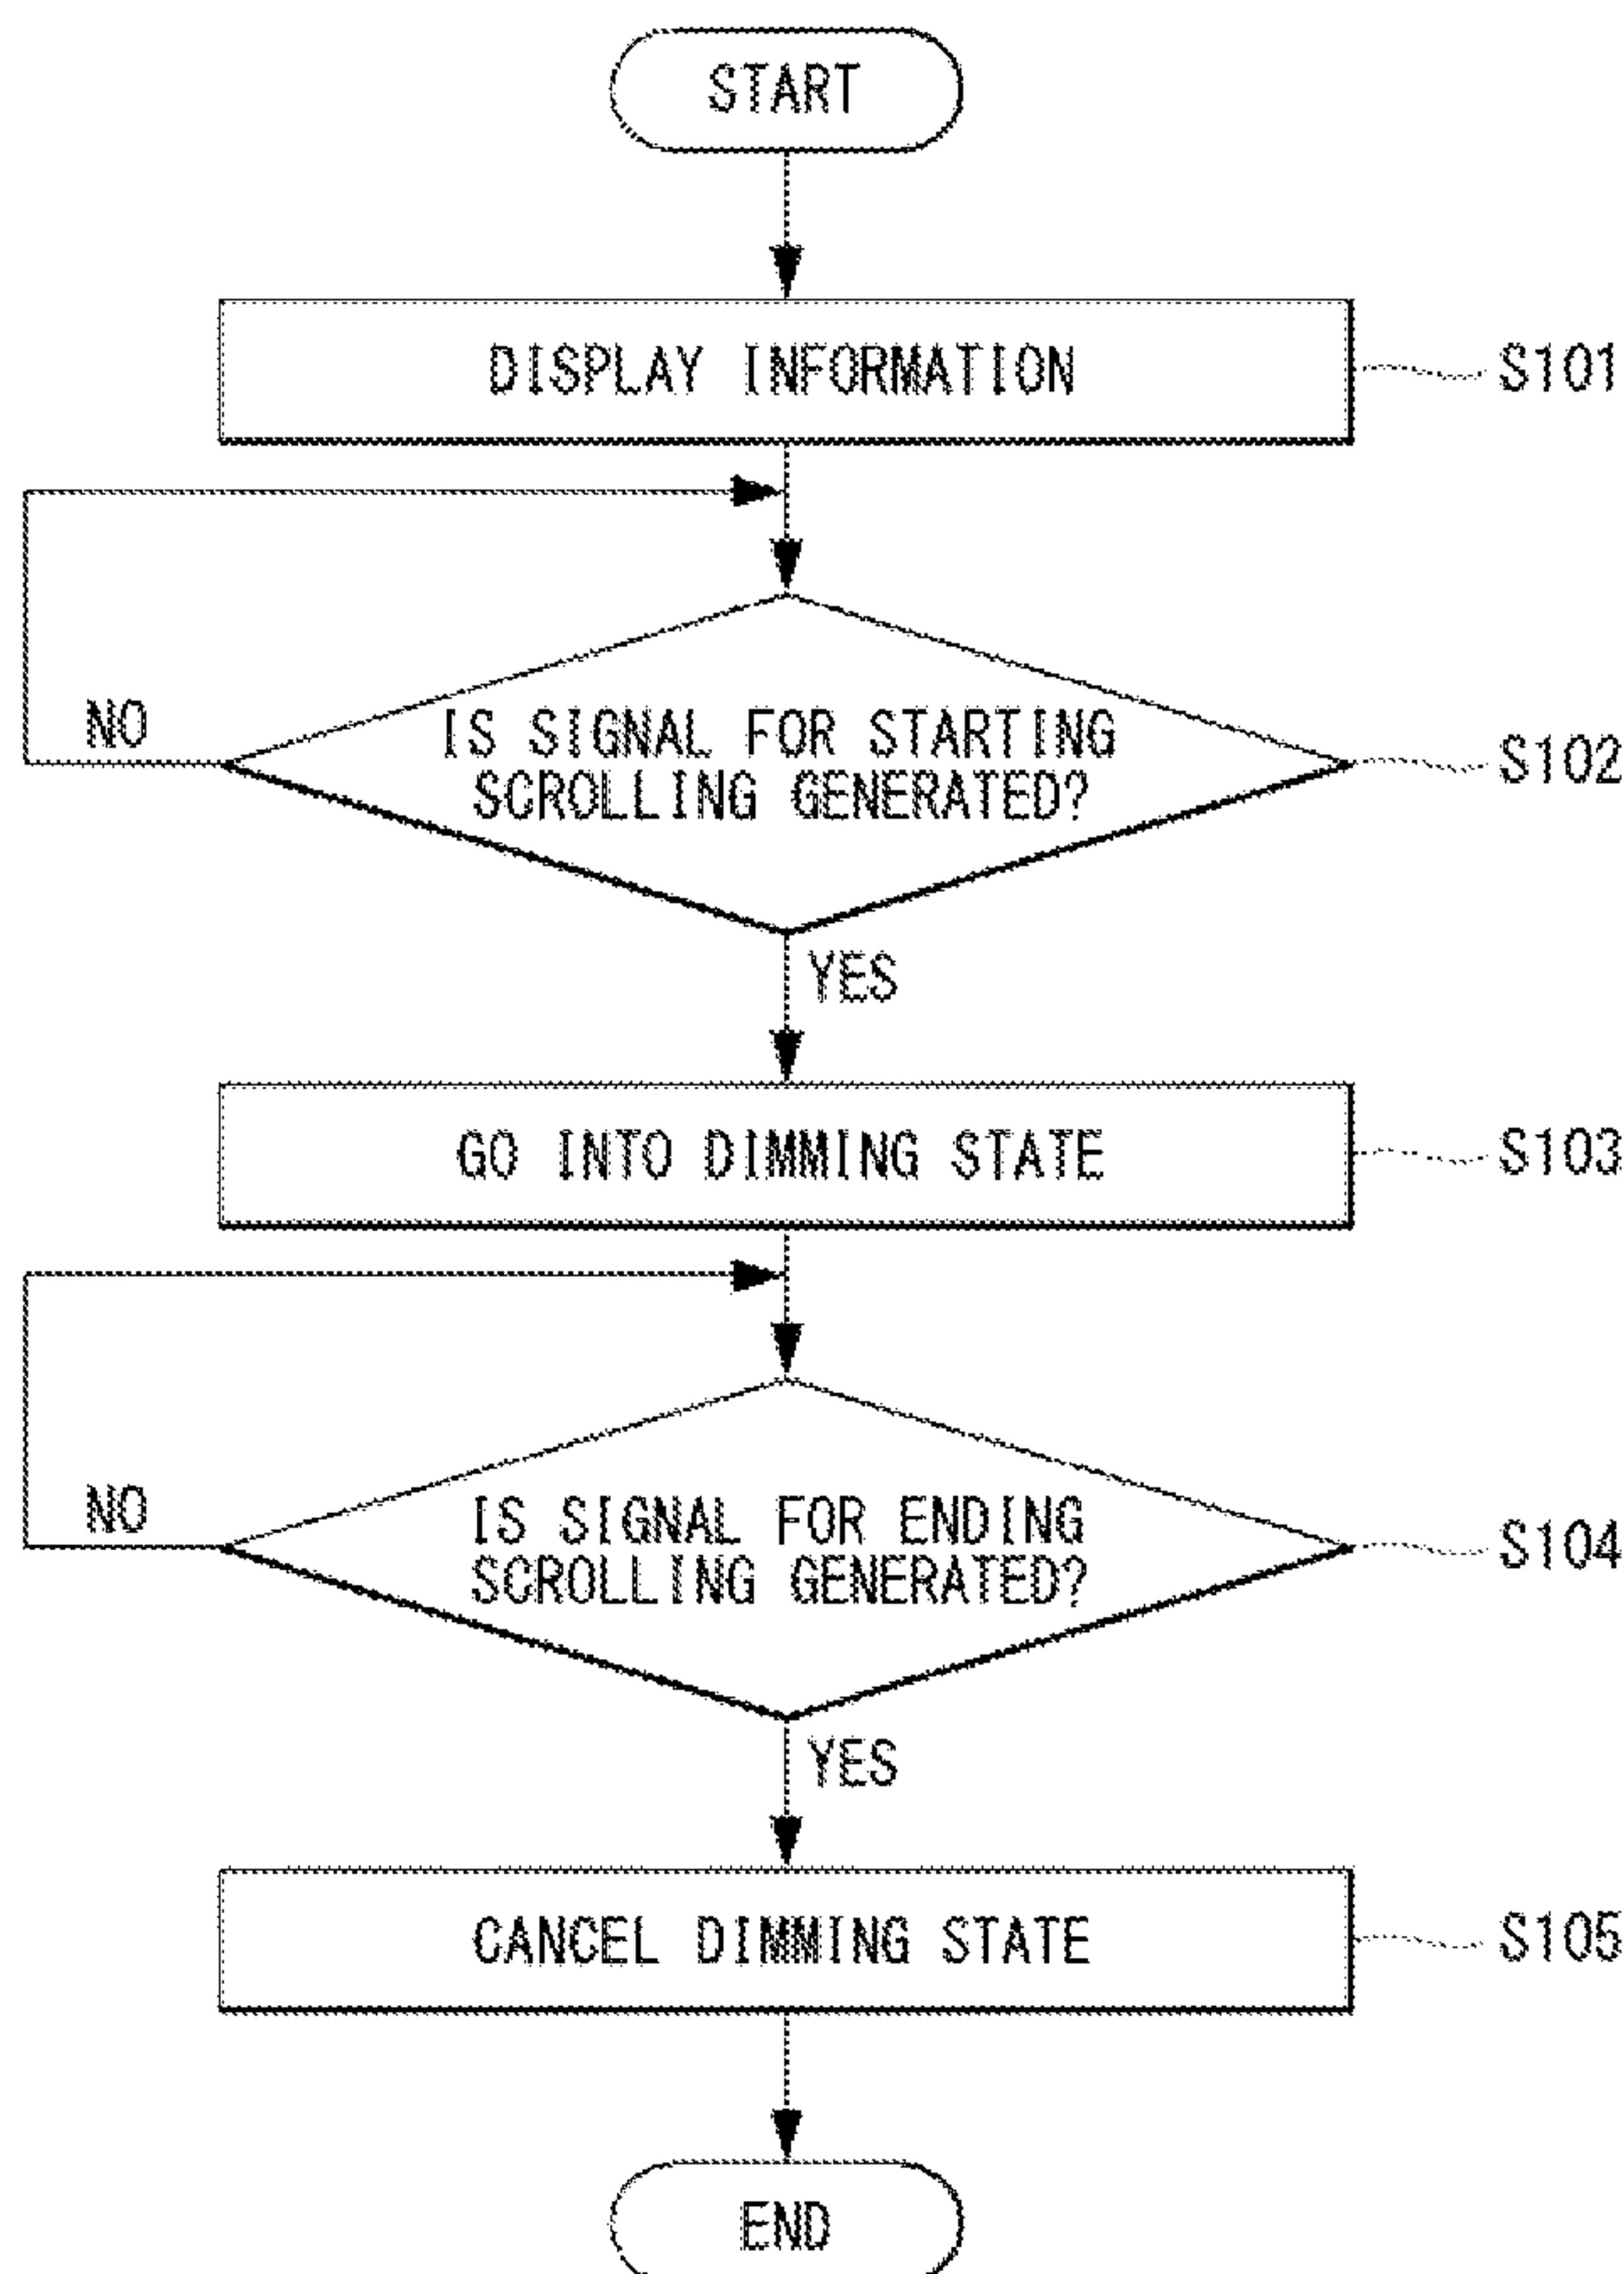 START
DISPLAY INFORMATION
S101
NO
IS SIGNAL FOR STARTING
SCROLLING GENERATED?
S102
YES
GO INTO DIMMING STATE
S103
NO
IS SIGNAL FOR ENDING
SCROLLING GENERATED?
S104
YES
CANCEL DIMMING STATE
S105
END